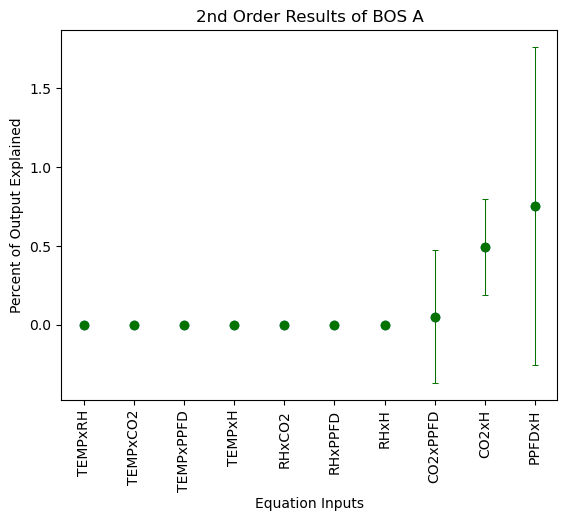 2nd Order Results of BOS A
Percent of Output Explained
1.5
1.0
0.5
0.0
TEMPxRH
TEMPxCO2
TEMPxPPFD
TEMPxH
RHxCO2
RHxPPFD
RHxH
CO2xPPFD
CO2xH
PPFDxH
Equation Inputs